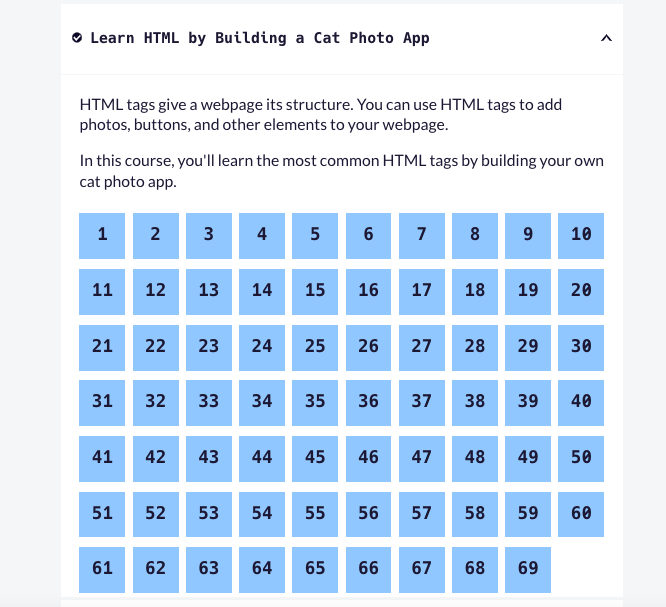 Learn HTML by Building a Cat Photo App
HTML tags give a webpage its structure. You can use HTML tags to add
photos, buttons, and other elements to your webpage.
In this course, you'll learn the most common HTML tags by building your own
cat photo app.
1 2 3 4 5 6 7 8 9 10
11 12 13 14 15 16 17 18 19 20
21 22 23 24 25 26 27 28 29 30
31 32 33 34 35 36 37 38 39 40
41 42 43 44 45 46 47 48 49 50
51 52 53 54 55 56 57 58 59 60
61 62 63 64 65 66 67 68 69